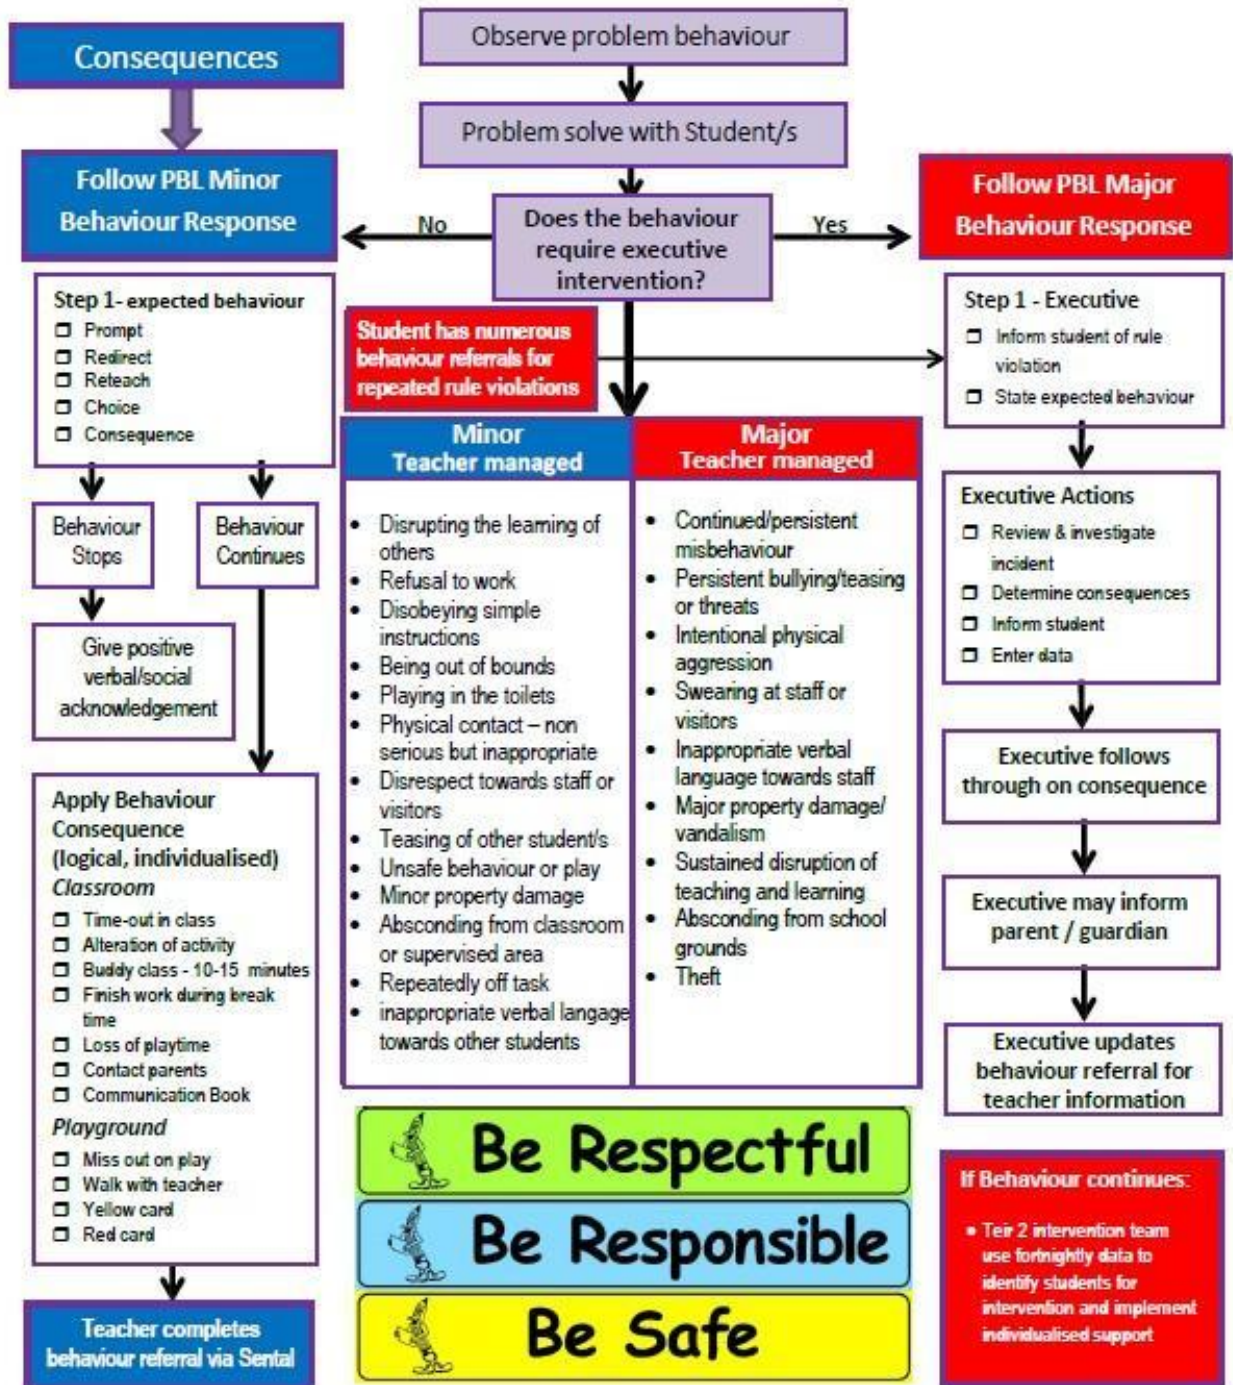 Consequences
Observe problem behaviour
Problem solve with Student/s
Follow PBL Minor
Behaviour Response
No
Does the behaviour
require executive
intervention?
Yes
Follow PBL Major
Behaviour Response
Step 1- expected behaviour
Prompt
Redirect
Reteach
Choice
Consequence
Behaviour
Stops
Behaviour
Continues
Give positive
verbal/social
acknowledgement
Apply Behaviour
Consequence
(logical, individualised)
Classroom
Time-out in class
Alteration of activity
Buddy class - 10-15 minutes
Finish work during break
time
Loss of playtime
Contact parents
Communication Book
Playground
Miss out on play
Walk with teacher
Yellow card
Red card
Teacher completes
behaviour referral via Sental
Student has numerous
behaviour referrals for
repeated rule violations
Minor
Teacher managed
• Disrupting the learning of
others
• Refusal to work
• Disobeying simple
instructions
• Being out of bounds
• Playing in the toilets
• Physical contact – non
serious but inappropriate
• Disrespect towards staff or
visitors
• Teasing of other student/s
• Unsafe behaviour or play
• Minor property damage
• Absconding from classroom
or supervised area
• Repeatedly off task
• inappropriate verbal langage
towards other students
Major
Teacher managed
• Continued/persistent
misbehaviour
• Persistent bullying/teasing
or threats
• Intentional physical
aggression
• Swearing at staff or
visitors
• Inappropriate verbal
language towards staff
• Major property damage/
vandalism
• Sustained disruption of
teaching and learning
• Absconding from school
grounds
• Theft
Be Respectful
Be Responsible
Be Safe
Step 1 - Executive
Inform student of rule
violation
State expected behaviour
Executive Actions
Review & investigate
incident
Determine consequences
Inform student
Enter data
Executive follows
through on consequence
Executive may inform
parent / guardian
Executive updates
behaviour referral for
teacher information
If Behaviour continues:
• Teir 2 intervention team
use fortnightly data to
identify students for
intervention and implement
individualised support